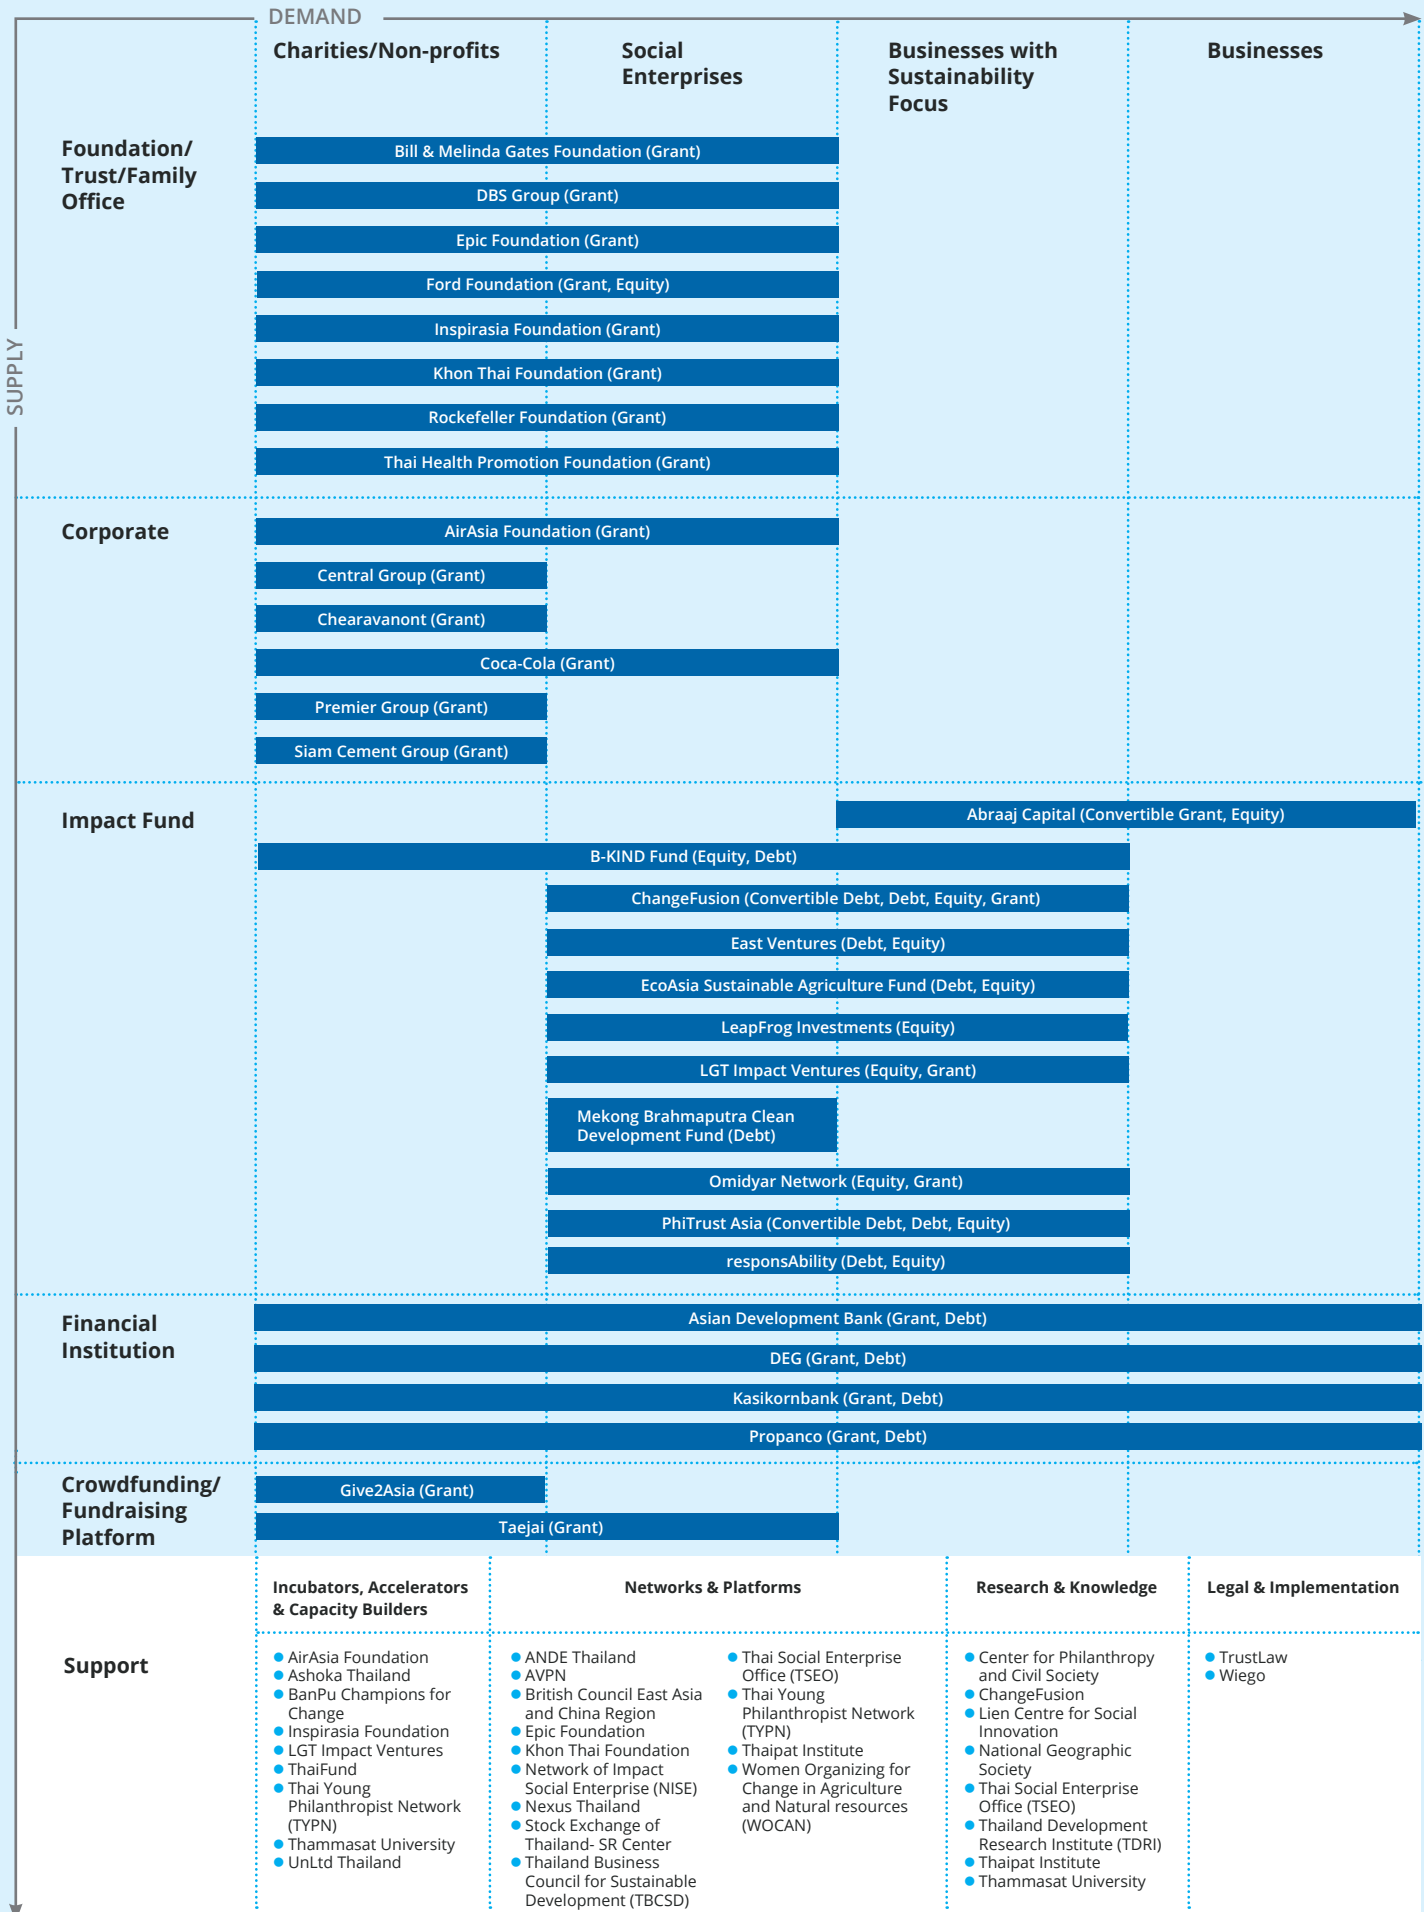 DEMAND
SUPPLY
Charities/Non-profits
Social
Enterprises
Businesses with
Sustainability
Focus
Businesses
Foundation/
Trust/Family
Office
Bill & Melinda Gates Foundation (Grant)
DBS Group (Grant)
Epic Foundation (Grant)
Ford Foundation (Grant, Equity)
Inspirasia Foundation (Grant)
Khon Thai Foundation (Grant)
Rockefeller Foundation (Grant)
Thai Health Promotion Foundation (Grant)
Corporate
AirAsia Foundation (Grant)
Central Group (Grant)
Chearavanont (Grant)
Coca-Cola (Grant)
Premier Group (Grant)
Siam Cement Group (Grant)
Impact Fund
Abraaj Capital (Convertible Grant, Equity)
B-KIND Fund (Equity, Debt)
ChangeFusion (Convertible Debt, Debt, Equity, Grant)
East Ventures (Debt, Equity)
EcoAsia Sustainable Agriculture Fund (Debt, Equity)
LeapFrog Investments (Equity)
LGT Impact Ventures (Equity, Grant)
Mekong Brahmaputra Clean
Development Fund (Debt)
Omidyar Network (Equity, Grant)
PhiTrust Asia (Convertible Debt, Debt, Equity)
responsAbility (Debt, Equity)
Financial
Institution
Asian Development Bank (Grant, Debt)
DEG (Grant, Debt)
Kasikornbank (Grant, Debt)
Propanco (Grant, Debt)
Crowdfunding/
Fundraising
Platform
Give2Asia (Grant)
Taejai (Grant)
Support
Incubators, Accelerators
& Capacity Builders
AirAsia Foundation
Ashoka Thailand
BanPu Champions for
Change
Inspirasia Foundation
LGT Impact Ventures
ThaiFund
Thai Young
Philanthropist Network
(TYPN)
Thammasat University
UnLtd Thailand
Networks & Platforms
ANDE Thailand
AVPN
British Council East Asia
and China Region
Epic Foundation
Khon Thai Foundation
Network of Impact
Social Enterprise (NISE)
Nexus Thailand
Stock Exchange of
Thailand- SR Center
Thailand Business
Council for Sustainable
Development (TBCSD)
Thai Social Enterprise
Office (TSEO)
Thai Young
Philanthropist Network
(TYPN)
Thaipat Institute
Women Organizing for
Change in Agriculture
and Natural resources
(WOCAN)
Research & Knowledge
Center for Philanthropy
and Civil Society
ChangeFusion
Lien Centre for Social
Innovation
National Geographic
Society
Thai Social Enterprise
Office (TSEO)
Thailand Development
Research Institute (TDRI)
Thaipat Institute
Thammasat University
Legal & Implementation
TrustLaw
Wiego